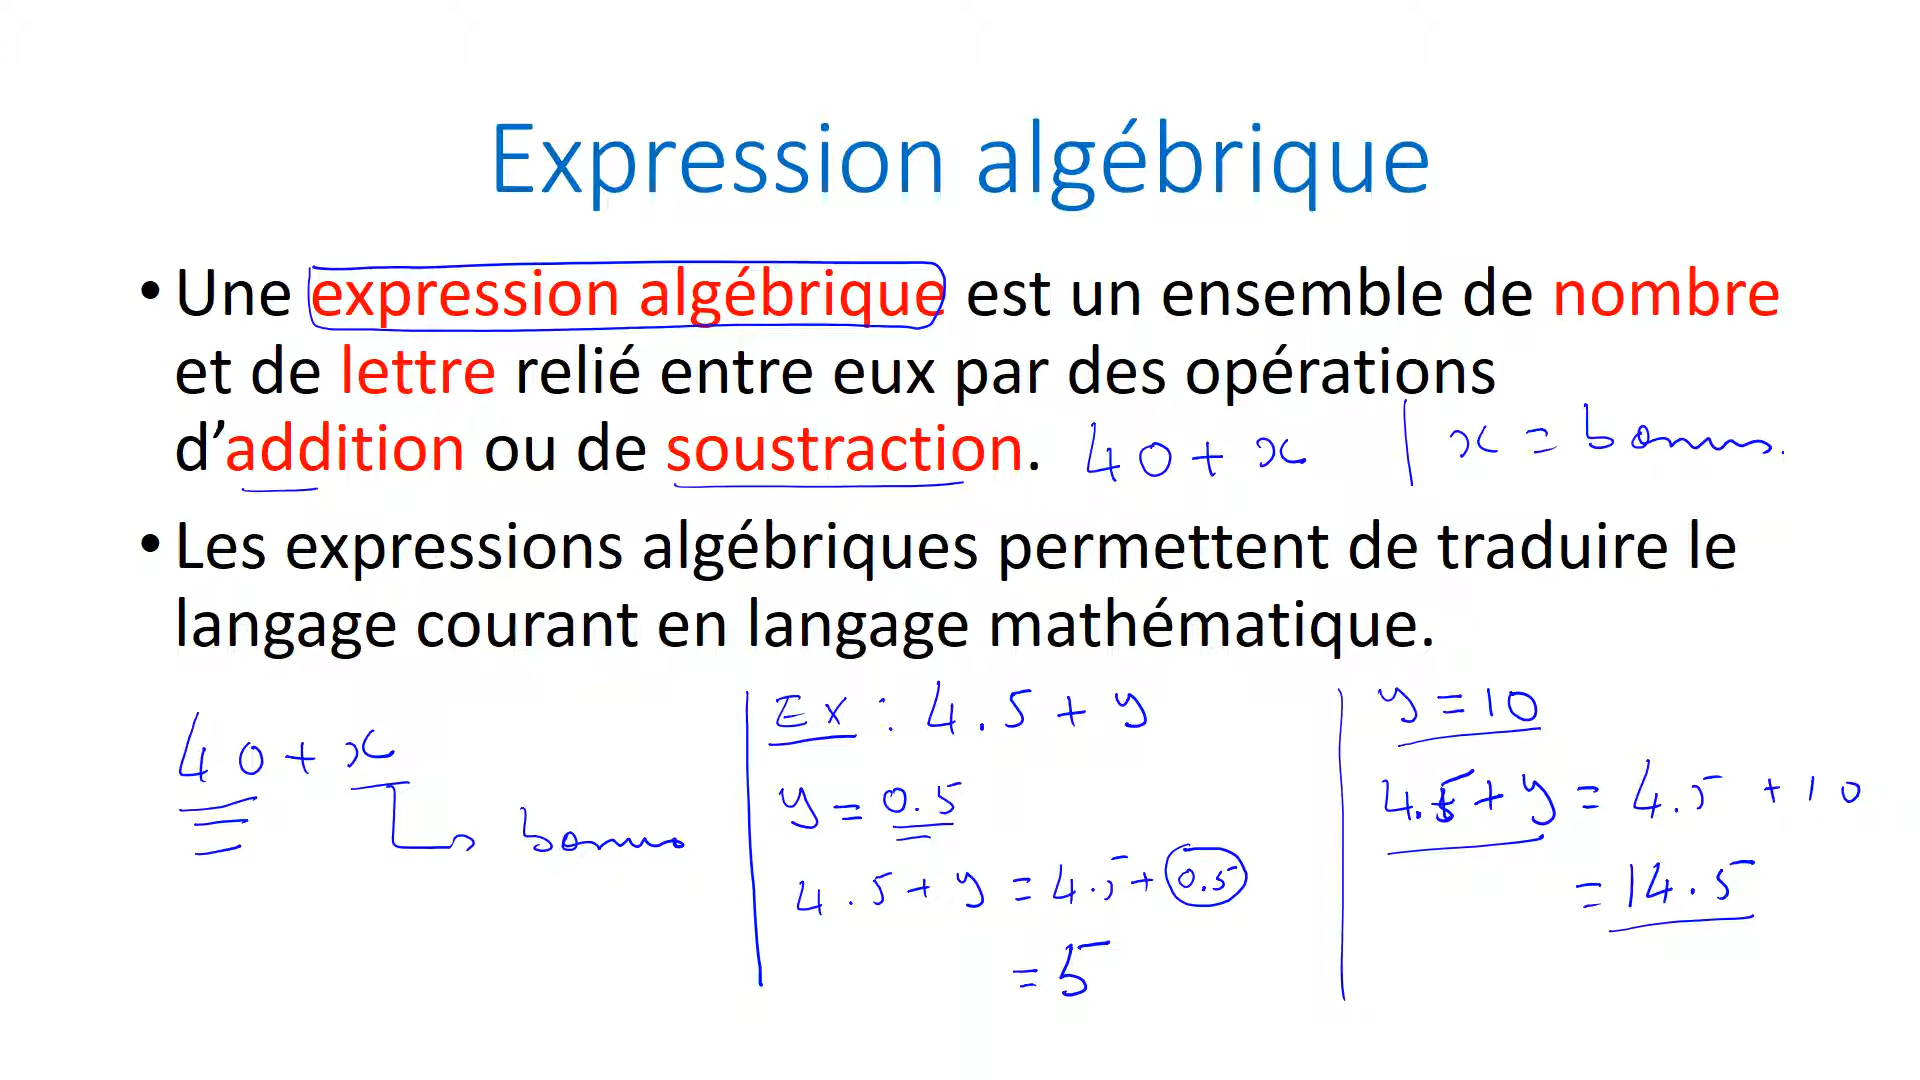 Expression algébrique
• Une expression algébrique est un ensemble de nombre
et de lettre relié entre eux par des opérations
d’addition ou de soustraction. 40 + x | x = bonus.
• Les expressions algébriques permettent de traduire le
langage courant en langage mathématique.
40 + x
bonus
Ex : 4.5 + y
y = 0.5
4.5 + y = 4.5 + 0.5
= 5
y = 10
4.5 + y = 4.5 + 10
= 14.5